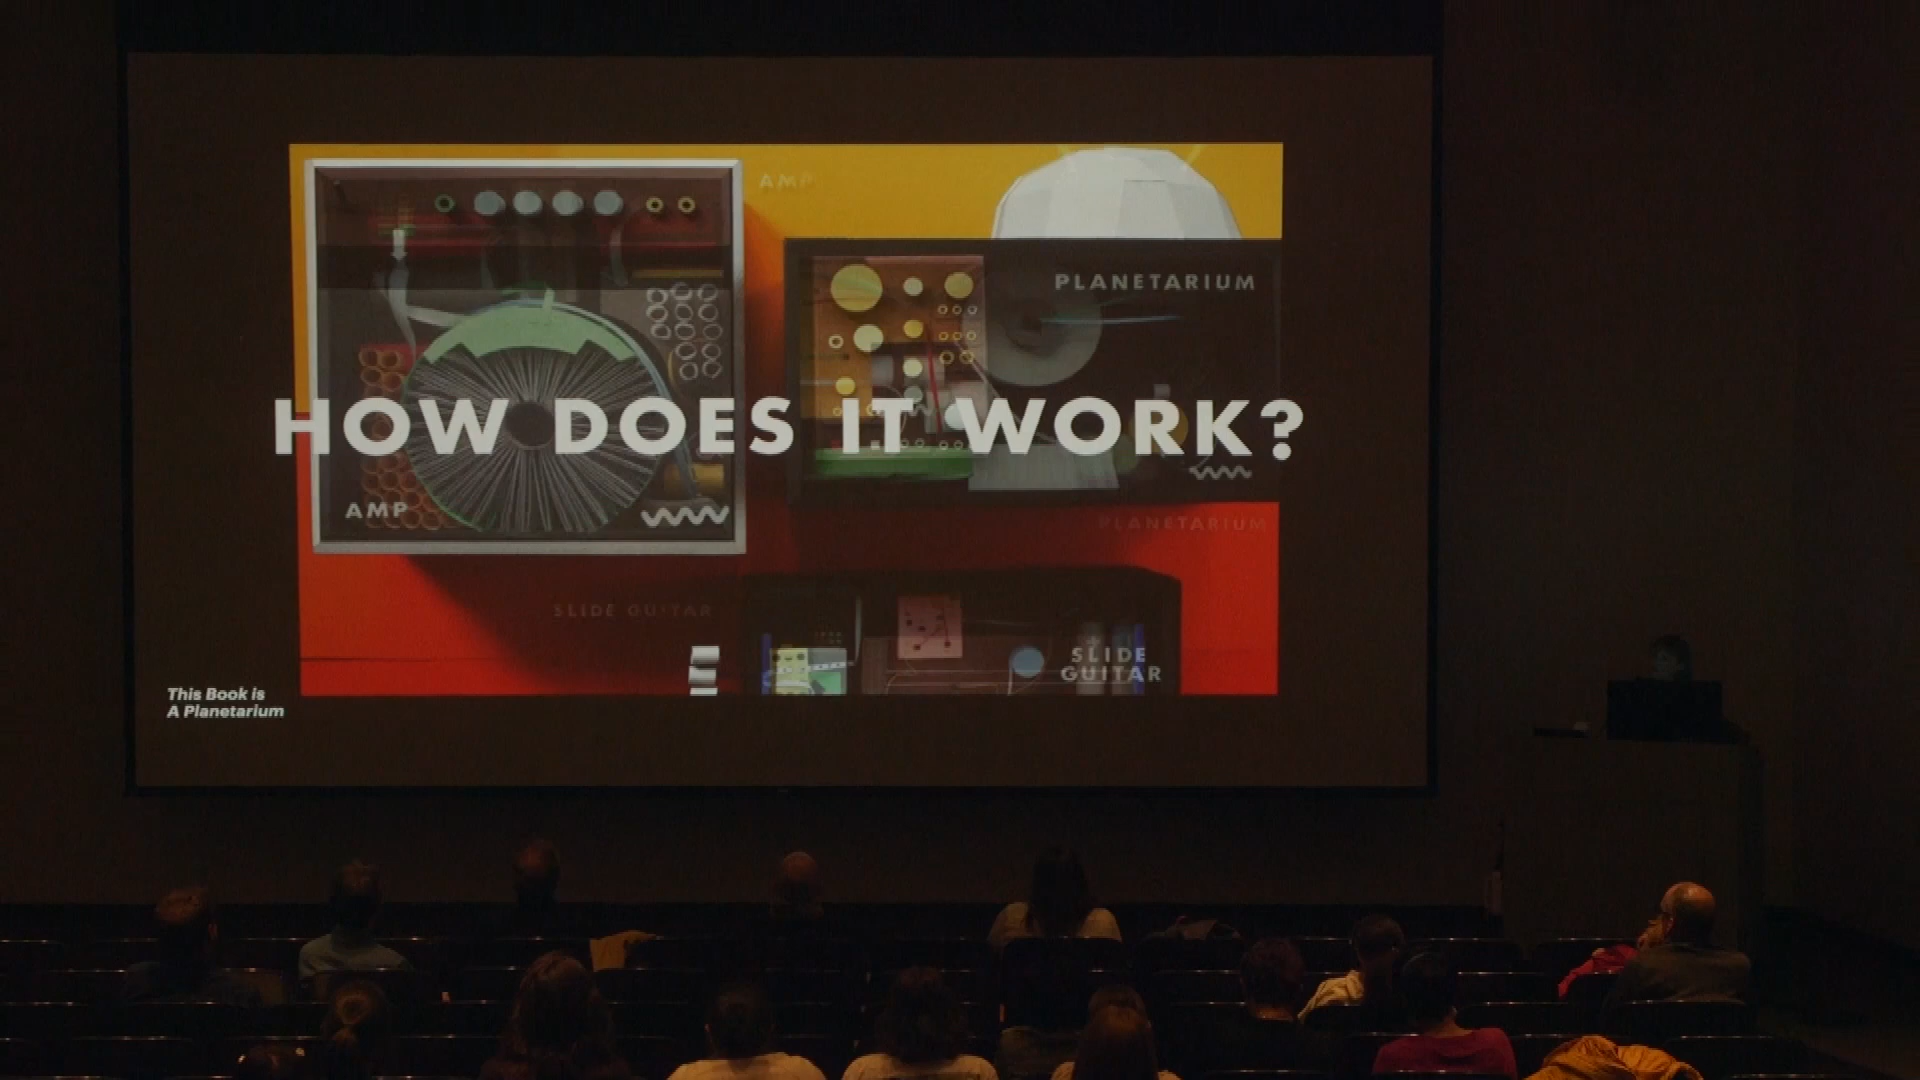 AMP
PLANETARIUM
HOW DOES IT WORK?
AMP
PLANETARIUM
SLIDE GUITAR
SLIDE
GUITAR
This Book is
A Planetarium